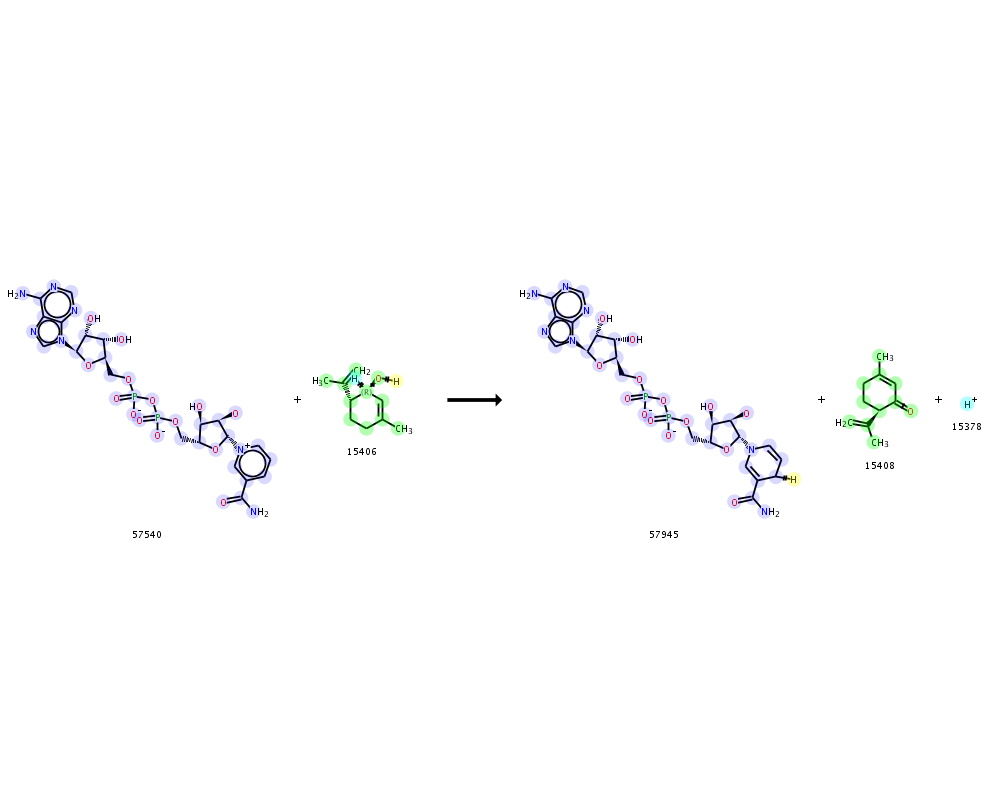 H₂N N N N N N OH OH O O P O O⁻ O P O O⁻ O HO O O N⁺ O NH₂
57540
+
H₃C CH₂ H O H (R) CH₃
15406
H₂N N N N N N OH OH O O P O O⁻ O P O O⁻ O HO O O N H O NH₂
57945
+
CH₃ O H₂C CH₃
15408
+
H⁺
15378